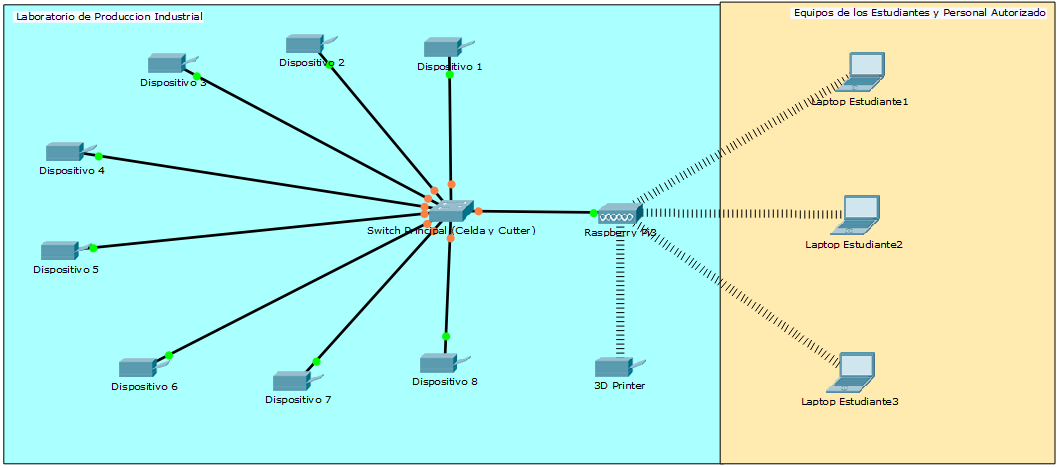 Laboratorio de Produccion Industrial
Equipos de los Estudiantes y Personal Autorizado
Dispositivo 1
Dispositivo 2
Dispositivo 3
Dispositivo 4
Dispositivo 5
Dispositivo 6
Dispositivo 7
Dispositivo 8
Switch Principal (Celda y Cutter)
Raspberry Pi3
3D Printer
Laptop Estudiante1
Laptop Estudiante2
Laptop Estudiante3